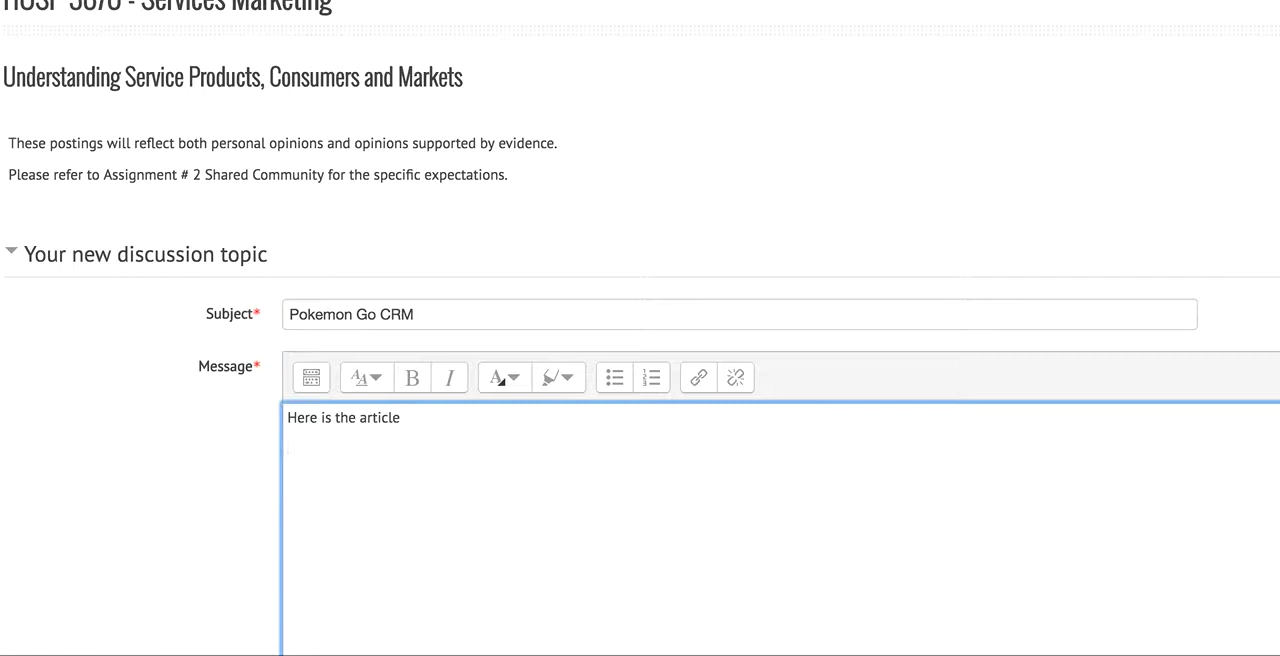 Services Marketing
Understanding Service Products, Consumers and Markets
These postings will reflect both personal opinions and opinions supported by evidence.
Please refer to Assignment # 2 Shared Community for the specific expectations.
Your new discussion topic
Subject*
Pokemon Go CRM
Message*
Here is the article